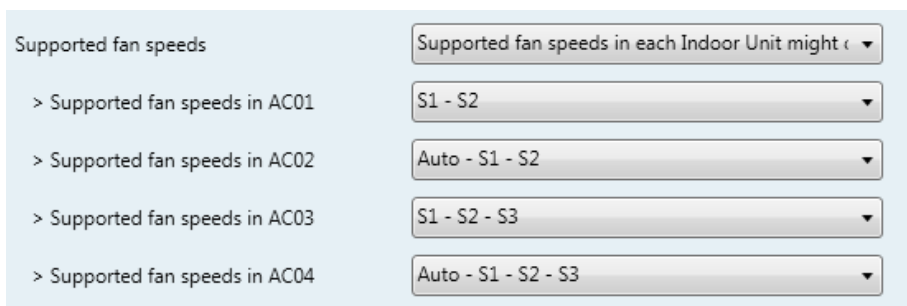 Supported fan speeds
Supported fan speeds in each Indoor Unit might
> Supported fan speeds in AC01
S1 - S2
> Supported fan speeds in AC02
Auto - S1 - S2
> Supported fan speeds in AC03
S1 - S2 - S3
> Supported fan speeds in AC04
Auto - S1 - S2 - S3